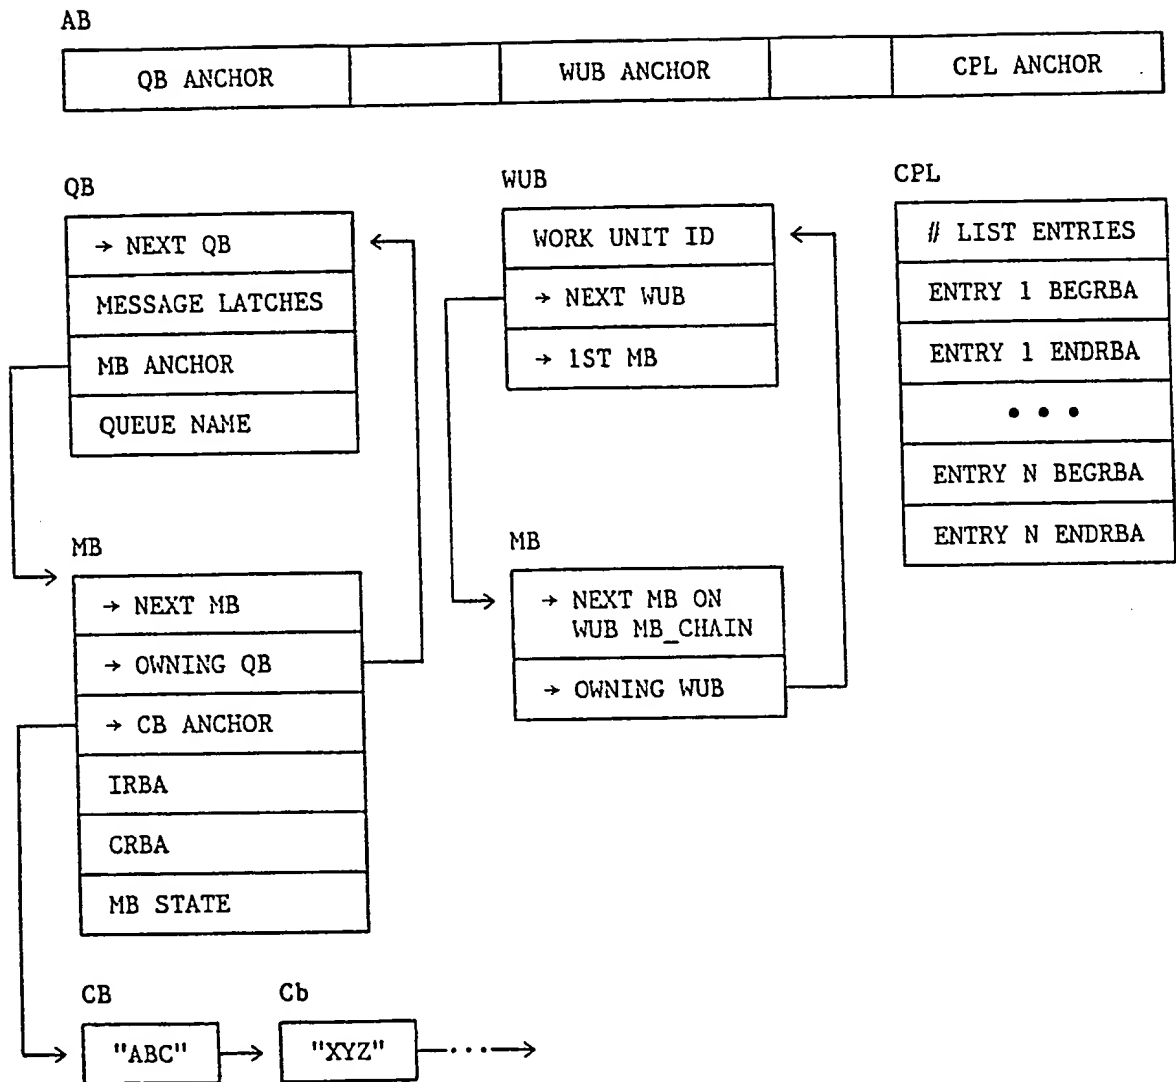 AB
QB ANCHOR
WUB ANCHOR
CPL ANCHOR
QB
→ NEXT QB
MESSAGE LATCHES
MB ANCHOR
QUEUE NAME
WUB
WORK UNIT ID
→ NEXT WUB
→ 1ST MB
CPL
# LIST ENTRIES
ENTRY 1 BEGRBA
ENTRY 1 ENDRBA
• • •
ENTRY N BEGRBA
ENTRY N ENDRBA
MB
→ NEXT MB
→ OWNING QB
→ CB ANCHOR
IRBA
CRBA
MB STATE
MB
→ NEXT MB ON
WUB MB_CHAIN
→ OWNING WUB
CB
"ABC"
Cb
"XYZ"